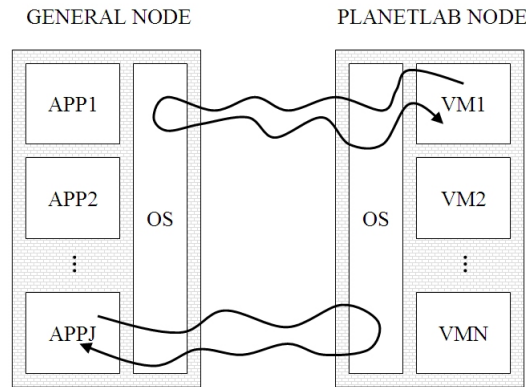 GENERAL NODE
PLANETLAB NODE
APP1
APP2
...
APPJ
OS
OS
VM1
VM2
...
VMN